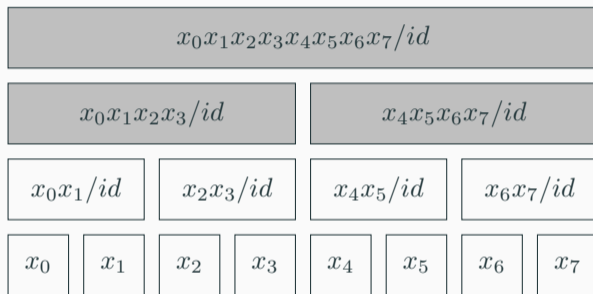 x₀x₁x₂x₃x₄x₅x₆x₇/id
x₀x₁x₂x₃/id x₄x₅x₆x₇/id
x₀x₁/id x₂x₃/id x₄x₅/id x₆x₇/id
x₀ x₁ x₂ x₃ x₄ x₅ x₆ x₇